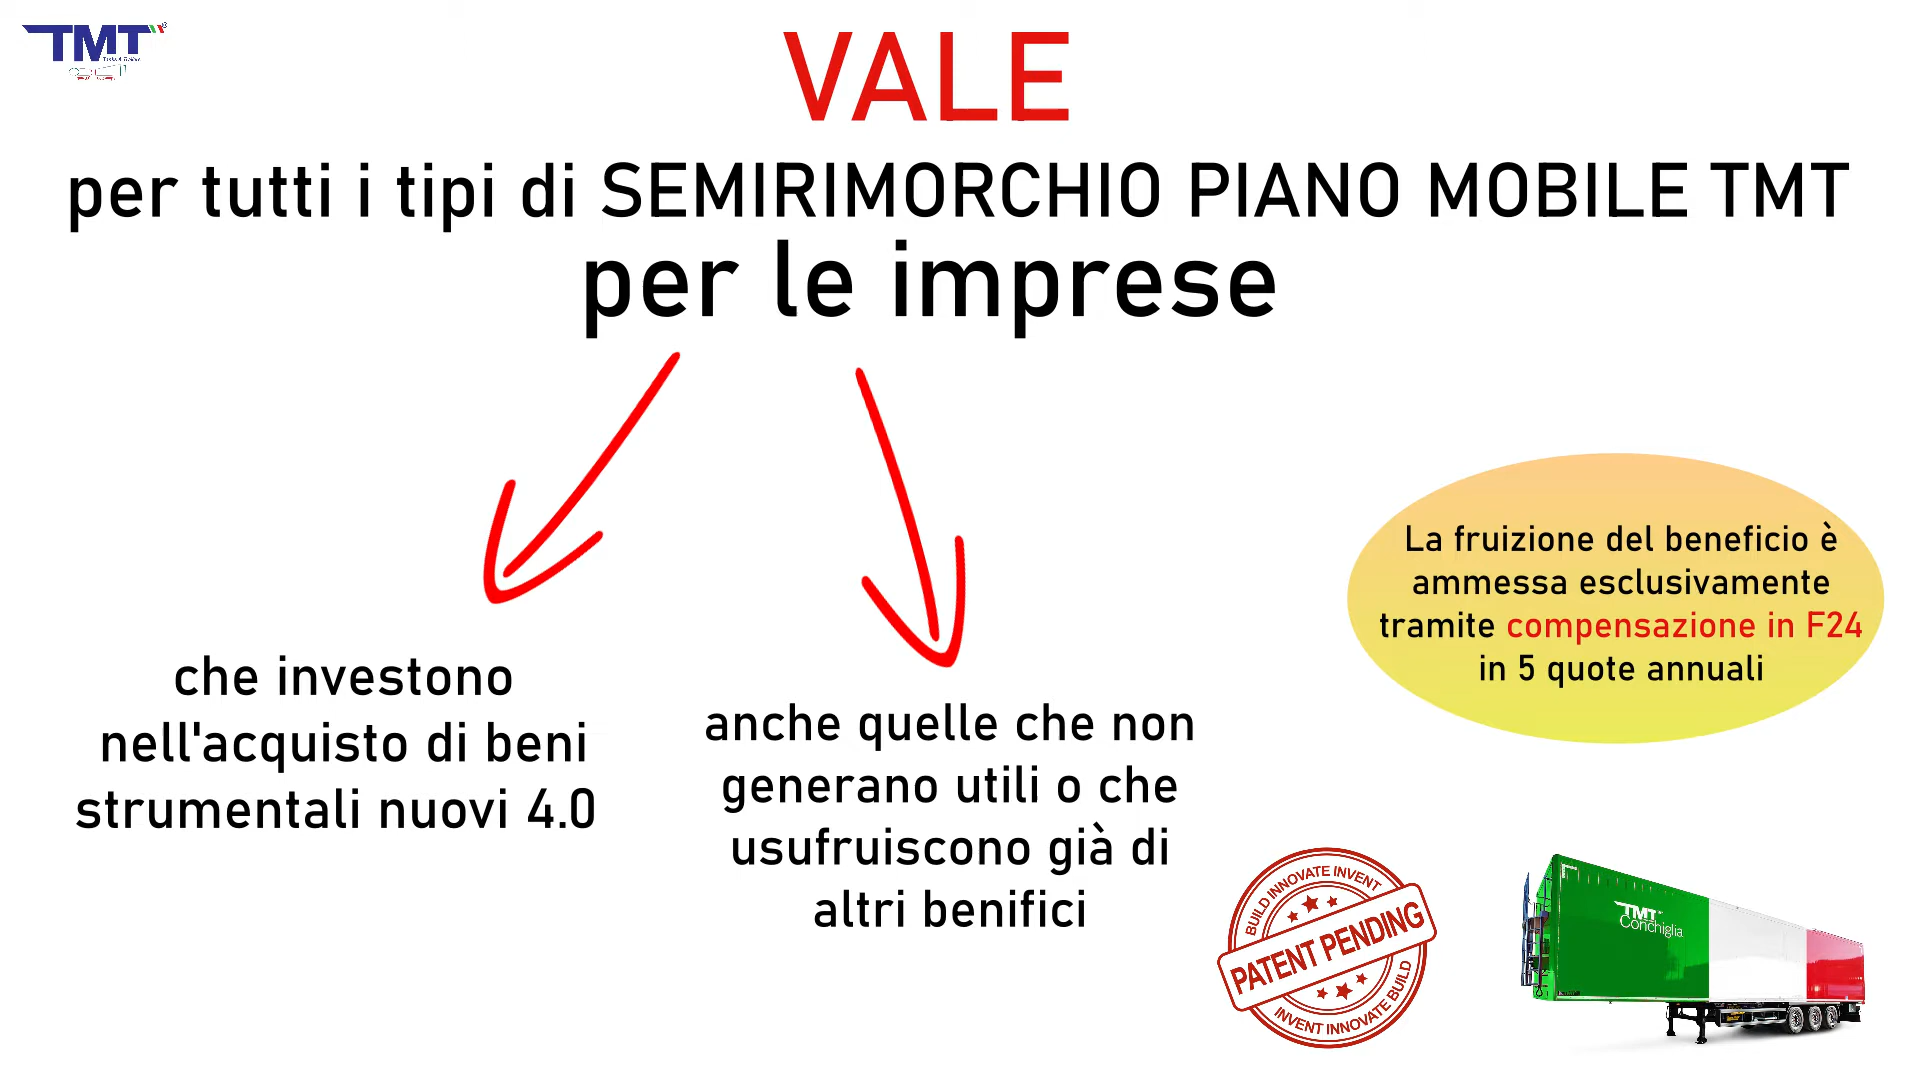 TMT
VALE
per tutti i tipi di SEMIRIMORCHIO PIANO MOBILE TMT
per le imprese
che investono
nell'acquisto di beni
strumentali nuovi 4.0
anche quelle che non
generano utili o che
usufruiscono già di
altri benifici
La fruizione del beneficio è
ammessa esclusivamente
tramite compensazione in F24
in 5 quote annuali
BUILD INNOVATE INVENT
PATENT PENDING
INVENT INNOVATE BUILD
TMT
Conchiglia